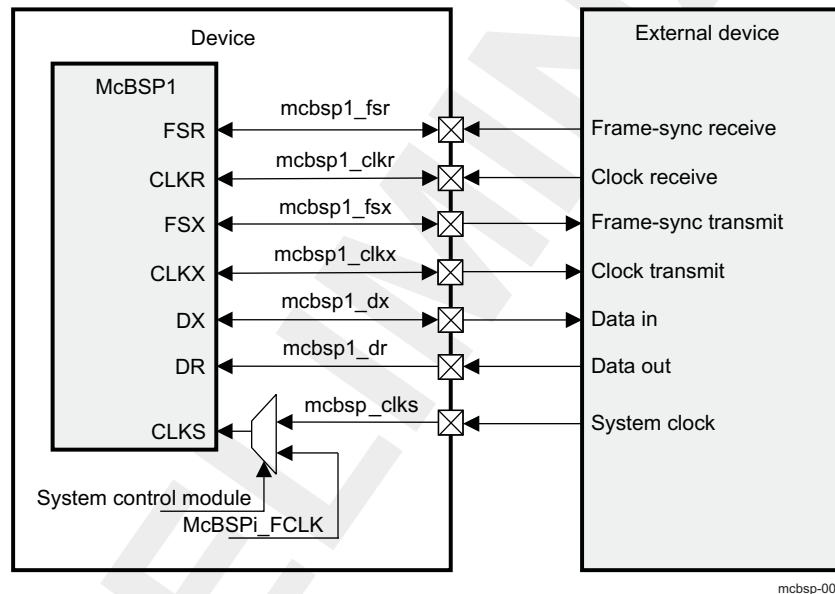 Device
External device
McBSP1
FSR
mcbsp1_fsr
Frame-sync receive
CLKR
mcbsp1_clkr
Clock receive
FSX
mcbsp1_fsx
Frame-sync transmit
CLKX
mcbsp1_clkx
Clock transmit
DX
mcbsp1_dx
Data in
DR
mcbsp1_dr
Data out
CLKS
mcbsp_clks
System clock
System control module
McBSPi_FCLK
mcbsp-00